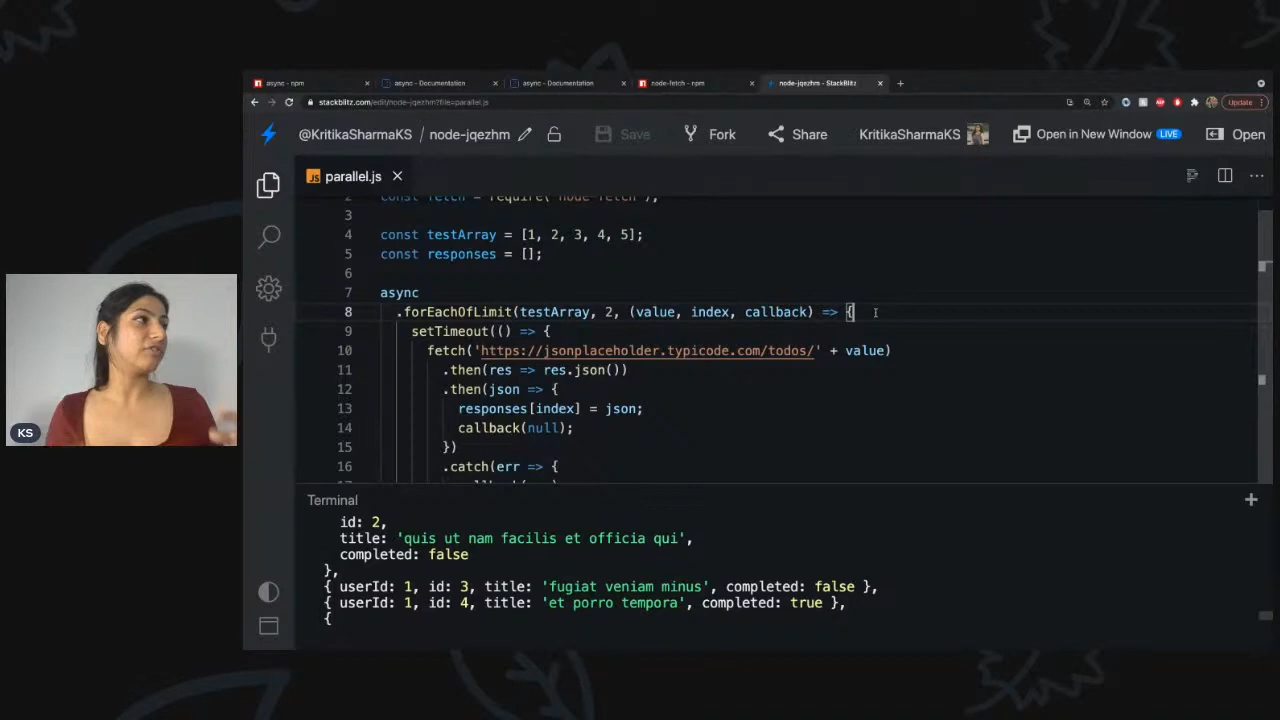 async - npm
async - Documentation
async - Documentation
node-fetch - npm
node-jqezhm - StackBlitz
stackblitz.com/edit/node-jqezhm?file=parallel.js
Update
@KritikaSharmaKS / node-jqezhm
Save
Fork
Share
KritikaSharmaKS
Open in New Window LIVE
Open
JS parallel.js
2 const fetch = require('node-fetch');
3
4 const testArray = [1, 2, 3, 4, 5];
5 const responses = [];
6
7 async
8 .forEachOfLimit(testArray, 2, (value, index, callback) => {
9 setTimeout(() => {
10 fetch('https://jsonplaceholder.typicode.com/todos/' + value)
11 .then(res => res.json())
12 .then(json => {
13 responses[index] = json;
14 callback(null);
15 })
16 .catch(err => {
KS
Terminal
id: 2,
title: 'quis ut nam facilis et officia qui',
completed: false
},
{ userId: 1, id: 3, title: 'fugiat veniam minus', completed: false },
{ userId: 1, id: 4, title: 'et porro tempora', completed: true },
{